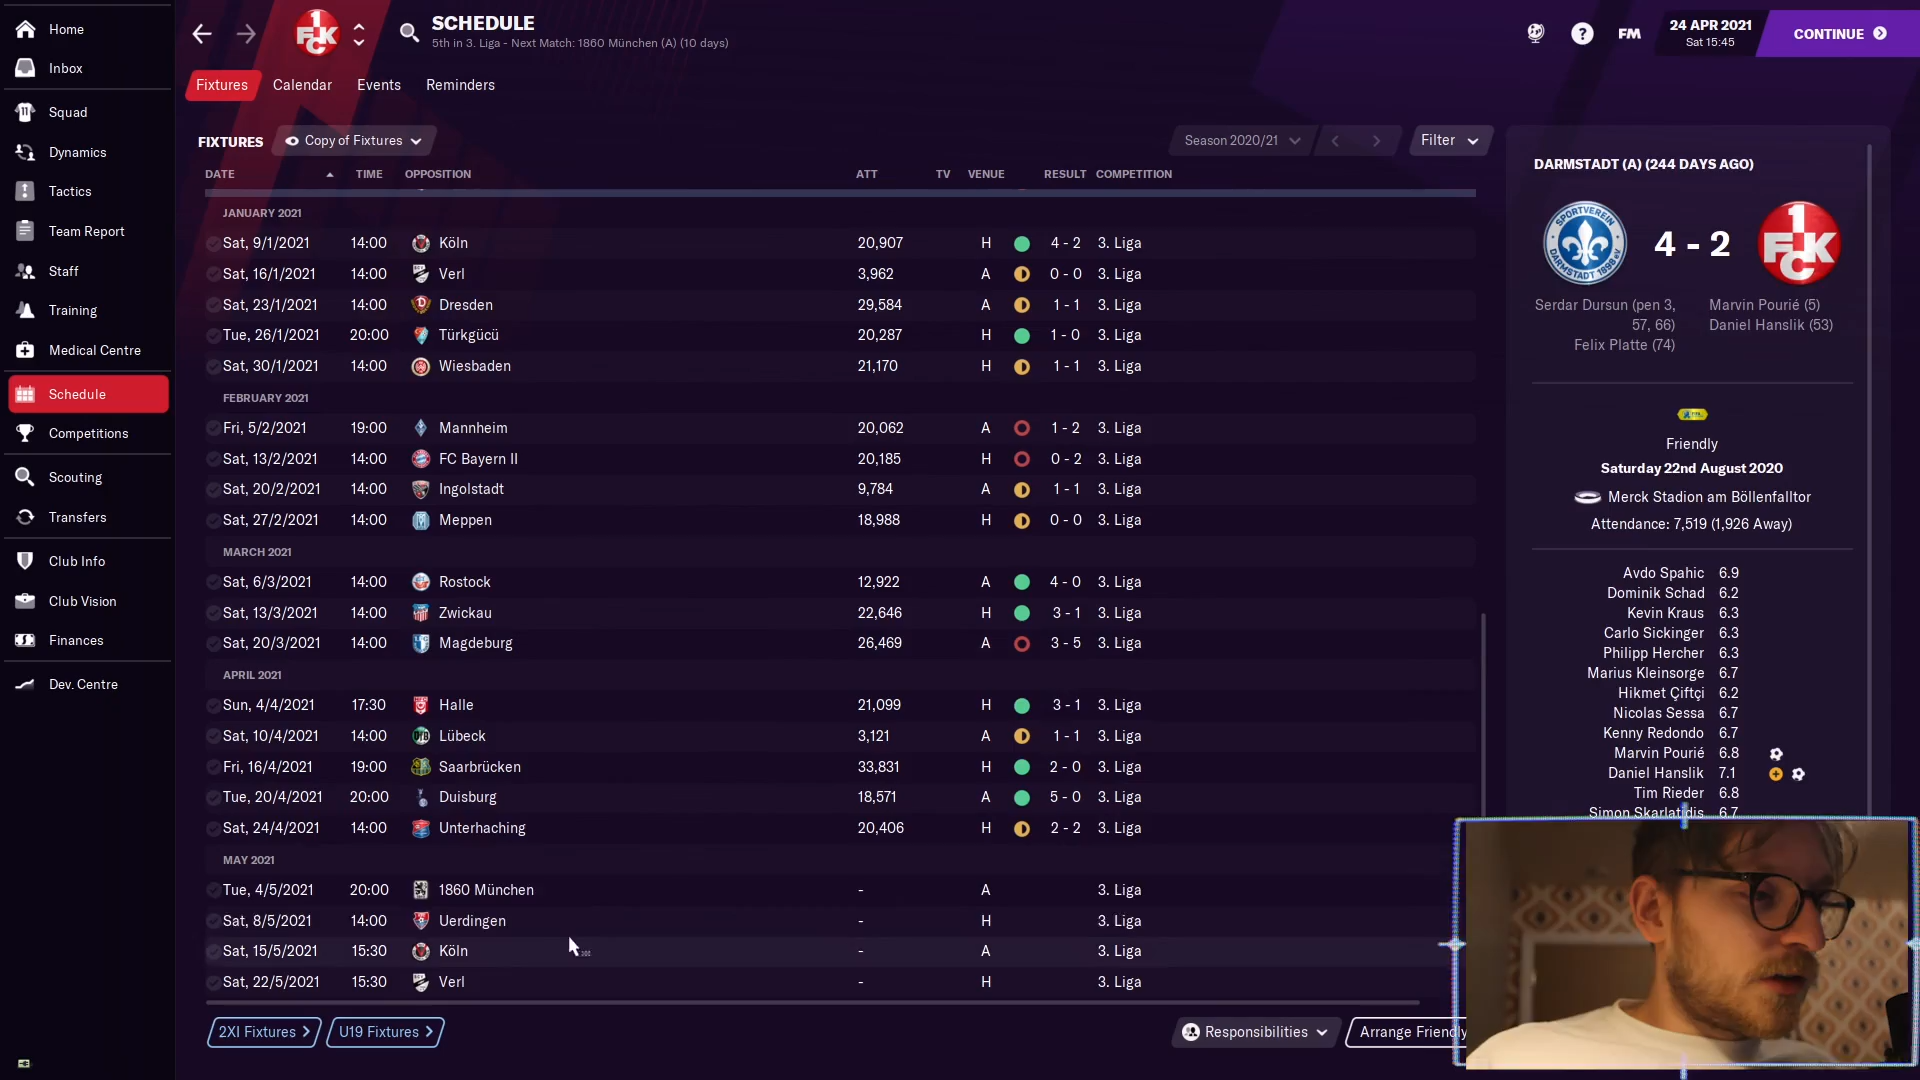 Home
Inbox
Squad
Dynamics
Tactics
Team Report
Staff
Training
Medical Centre
Schedule
Competitions
Scouting
Transfers
Club Info
Club Vision
Finances
Dev. Centre
SCHEDULE
5th in 3. Liga - Next Match: 1860 München (A) (10 days)
FM
24 APR 2021
Sat 15:45
CONTINUE
Fixtures Calendar Events Reminders
FIXTURES Copy of Fixtures Season 2020/21 Filter
DATE TIME OPPOSITION ATT TV VENUE RESULT COMPETITION
JANUARY 2021
Sat, 9/1/2021 14:00 Köln 20,907 H 4 - 2 3. Liga
Sat, 16/1/2021 14:00 Verl 3,962 A 0 - 0 3. Liga
Sat, 23/1/2021 14:00 Dresden 29,584 A 1 - 1 3. Liga
Tue, 26/1/2021 20:00 Türkgücü 20,287 H 1 - 0 3. Liga
Sat, 30/1/2021 14:00 Wiesbaden 21,170 H 1 - 1 3. Liga
FEBRUARY 2021
Fri, 5/2/2021 19:00 Mannheim 20,062 A 1 - 2 3. Liga
Sat, 13/2/2021 14:00 FC Bayern II 20,185 H 0 - 2 3. Liga
Sat, 20/2/2021 14:00 Ingolstadt 9,784 A 1 - 1 3. Liga
Sat, 27/2/2021 14:00 Meppen 18,988 H 0 - 0 3. Liga
MARCH 2021
Sat, 6/3/2021 14:00 Rostock 12,922 A 4 - 0 3. Liga
Sat, 13/3/2021 14:00 Zwickau 22,646 H 3 - 1 3. Liga
Sat, 20/3/2021 14:00 Magdeburg 26,469 A 3 - 5 3. Liga
APRIL 2021
Sun, 4/4/2021 17:30 Halle 21,099 H 3 - 1 3. Liga
Sat, 10/4/2021 14:00 Lübeck 3,121 A 1 - 1 3. Liga
Fri, 16/4/2021 19:00 Saarbrücken 33,831 H 2 - 0 3. Liga
Tue, 20/4/2021 20:00 Duisburg 18,571 A 5 - 0 3. Liga
Sat, 24/4/2021 14:00 Unterhaching 20,406 H 2 - 2 3. Liga
MAY 2021
Tue, 4/5/2021 20:00 1860 München - A 3. Liga
Sat, 8/5/2021 14:00 Uerdingen - H 3. Liga
Sat, 15/5/2021 15:30 Köln - A 3. Liga
Sat, 22/5/2021 15:30 Verl - H 3. Liga
2XI Fixtures U19 Fixtures Responsibilities Arrange Friendly
DARMSTADT (A) (244 DAYS AGO)
SPORTVEREIN
DARMSTADT 1898 e.V
1
FCK
4 - 2
Serdar Dursun (pen 3, Marvin Pourié (5)
57, 66) Daniel Hanslik (53)
Felix Platte (74)
Friendly
Saturday 22nd August 2020
Merck Stadion am Böllenfalltor
Attendance: 7,519 (1,926 Away)
Avdo Spahic 6.9
Dominik Schad 6.2
Kevin Kraus 6.3
Carlo Sickinger 6.3
Philipp Hercher 6.3
Marius Kleinsorge 6.7
Hikmet Çiftçi 6.2
Nicolas Sessa 6.7
Kenny Redondo 6.7
Marvin Pourié 6.8
Daniel Hanslik 7.1
Tim Rieder 6.8
Simon Skarlatidis 6.7